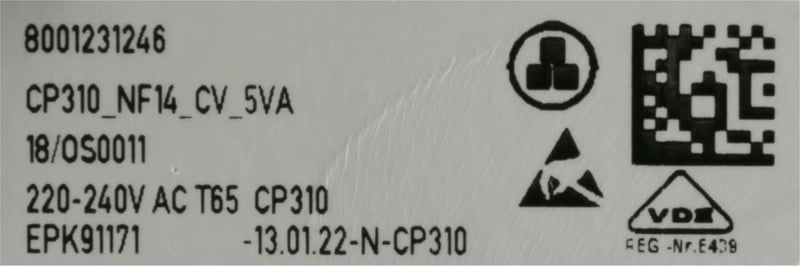 8001231246
CP310_NF14_CV_5VA
18/OS0011
220-240V AC T65 CP310
EPK91171 -13.01.22-N-CP310
VDE
REG.-Nr.E439